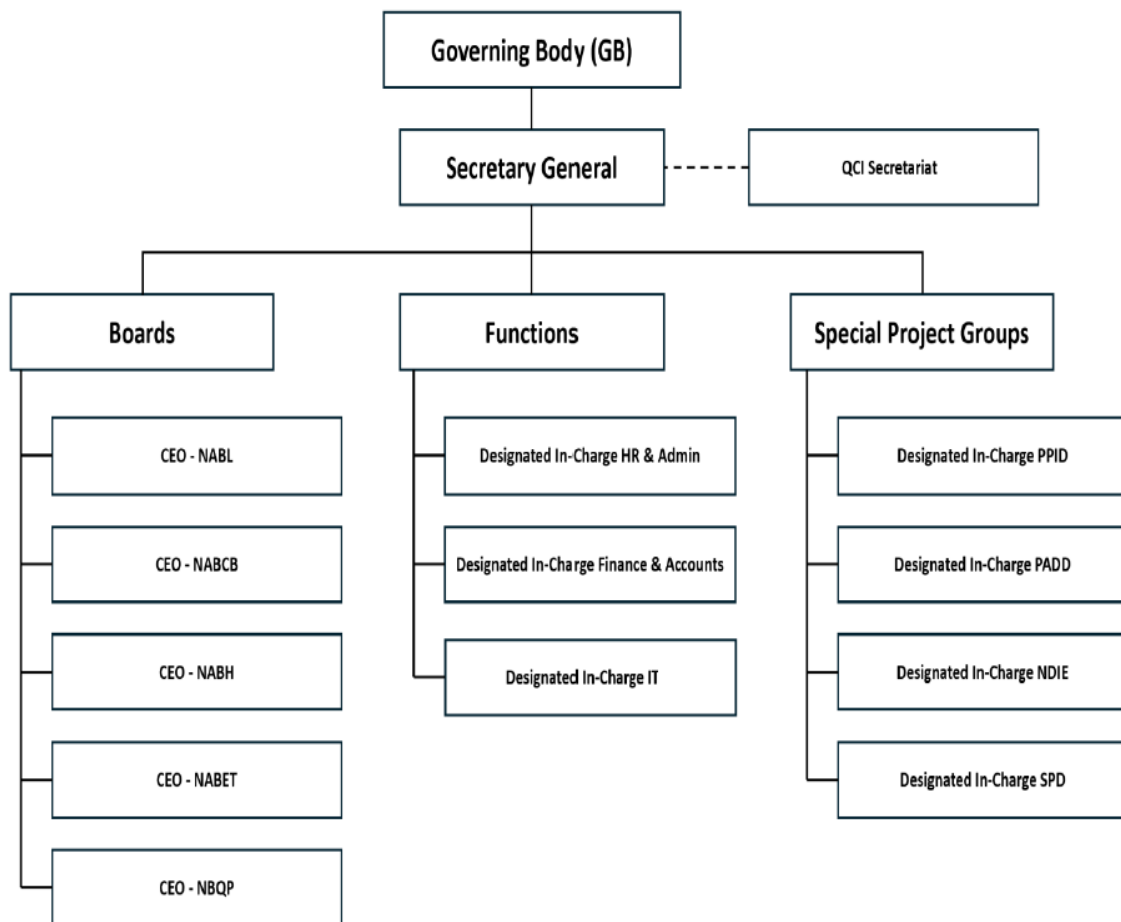 Governing Body (GB)
Secretary General
QCI Secretariat
Boards
Functions
Special Project Groups
CEO - NABL
Designated In-Charge HR & Admin
Designated In-Charge PPID
CEO - NABCB
Designated In-Charge Finance & Accounts
Designated In-Charge PADD
CEO - NABH
Designated In-Charge IT
Designated In-Charge NDIE
CEO - NABET
Designated In-Charge SPD
CEO - NBQP